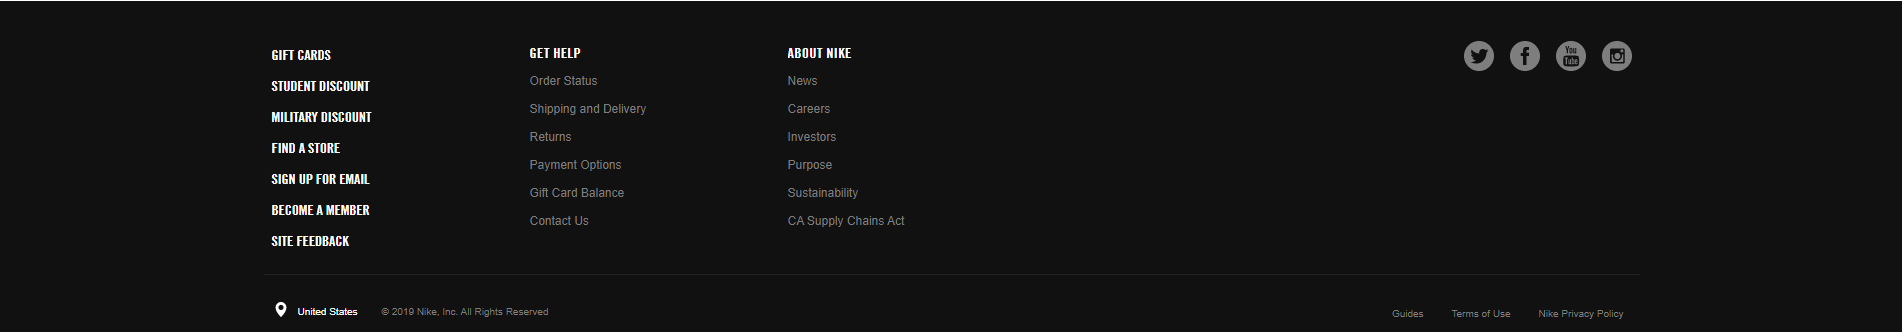 GIFT CARDS
STUDENT DISCOUNT
MILITARY DISCOUNT
FIND A STORE
SIGN UP FOR EMAIL
BECOME A MEMBER
SITE FEEDBACK
GET HELP
Order Status
Shipping and Delivery
Returns
Payment Options
Gift Card Balance
Contact Us
ABOUT NIKE
News
Careers
Investors
Purpose
Sustainability
CA Supply Chains Act
You
Tube
United States
© 2019 Nike, Inc. All Rights Reserved
Guides
Terms of Use
Nike Privacy Policy